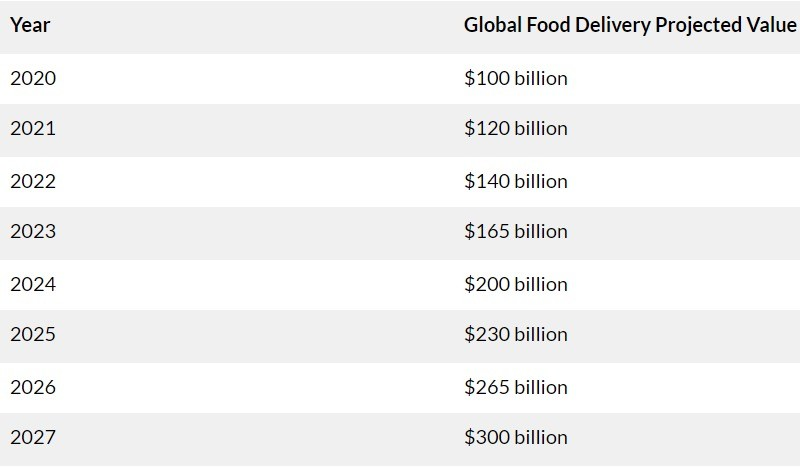 Year Global Food Delivery Projected Value
2020 $100 billion
2021 $120 billion
2022 $140 billion
2023 $165 billion
2024 $200 billion
2025 $230 billion
2026 $265 billion
2027 $300 billion